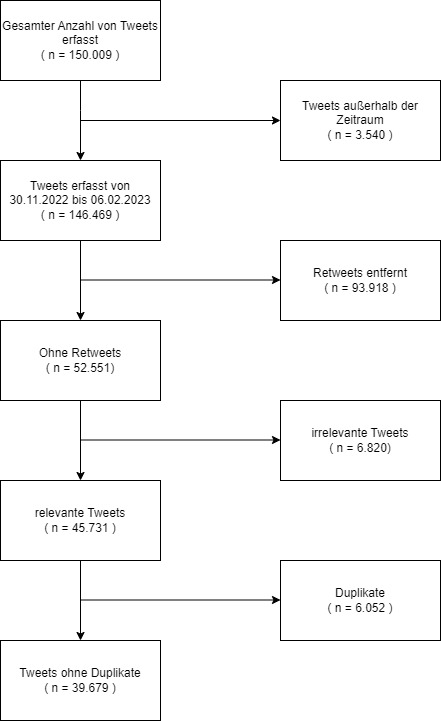 Gesamter Anzahl von Tweets
erfasst
( n = 150.009 )
Tweets außerhalb der
Zeitraum
( n = 3.540 )
Tweets erfasst von
30.11.2022 bis 06.02.2023
( n = 146.469 )
Retweets entfernt
( n = 93.918 )
Ohne Retweets
( n = 52.551)
irrelevante Tweets
( n = 6.820)
relevante Tweets
( n = 45.731 )
Duplikate
( n = 6.052 )
Tweets ohne Duplikate
( n = 39.679 )